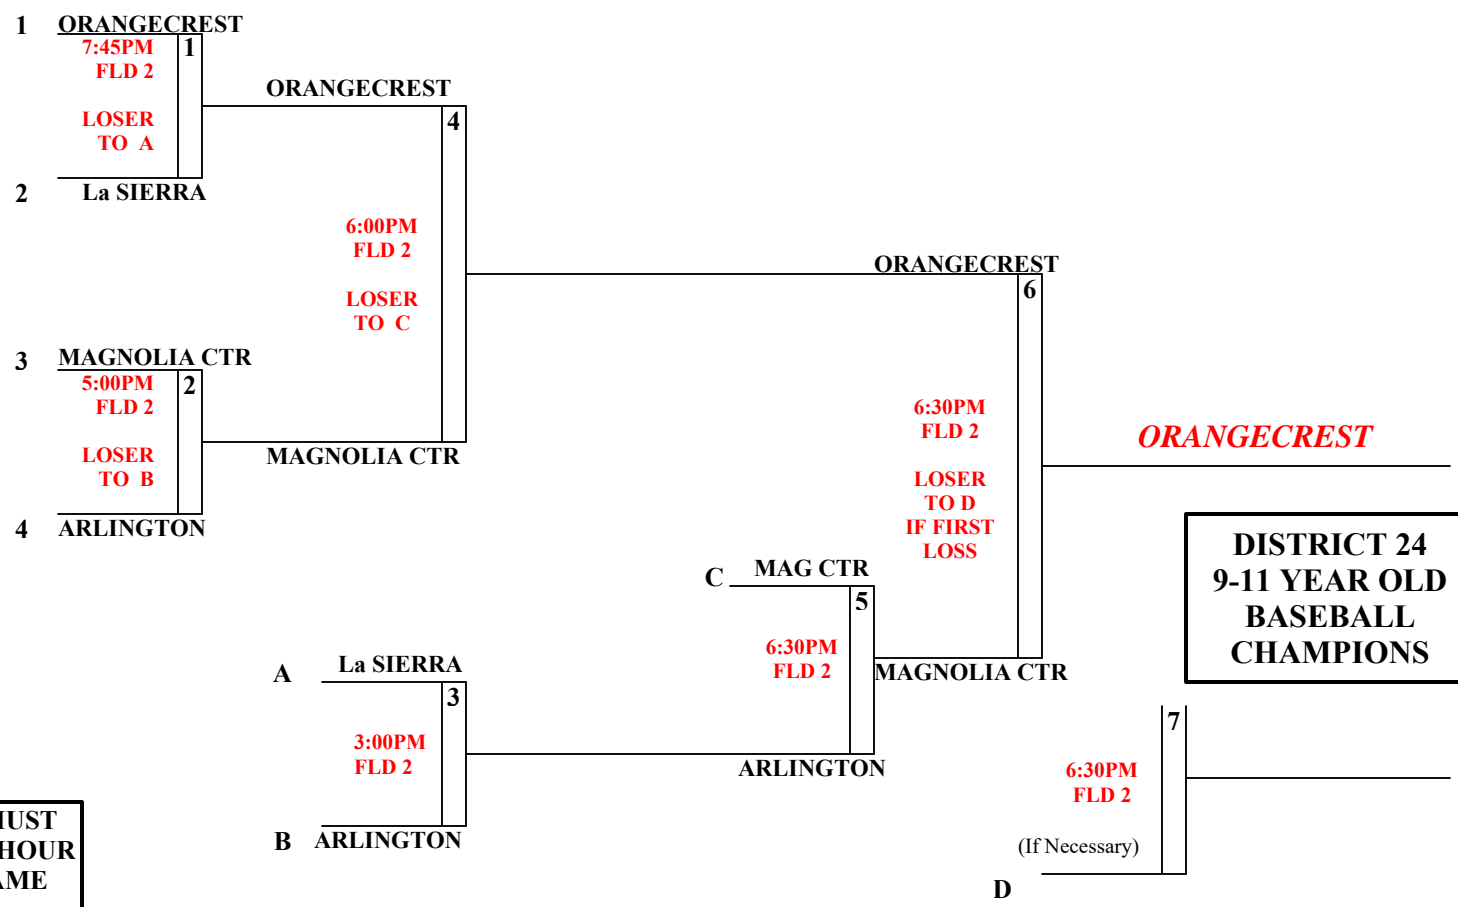 1 ORANGECREST
7:45PM 1
FLD 2
LOSER
TO A
2 La SIERRA
ORANGECREST
4
6:00PM
FLD 2
LOSER
TO C
3 MAGNOLIA CTR
5:00PM 2
FLD 2
LOSER
TO B
4 ARLINGTON
MAGNOLIA CTR
ORANGECREST
6
6:30PM
FLD 2
LOSER
TO D
IF FIRST
LOSS
ORANGECREST
DISTRICT 24
9-11 YEAR OLD
BASEBALL
CHAMPIONS
C MAG CTR
5
6:30PM
FLD 2
MAGNOLIA CTR
A La SIERRA
3
3:00PM
FLD 2
ARLINGTON
B ARLINGTON
7
6:30PM
FLD 2
(If Necessary)
D
HOUR